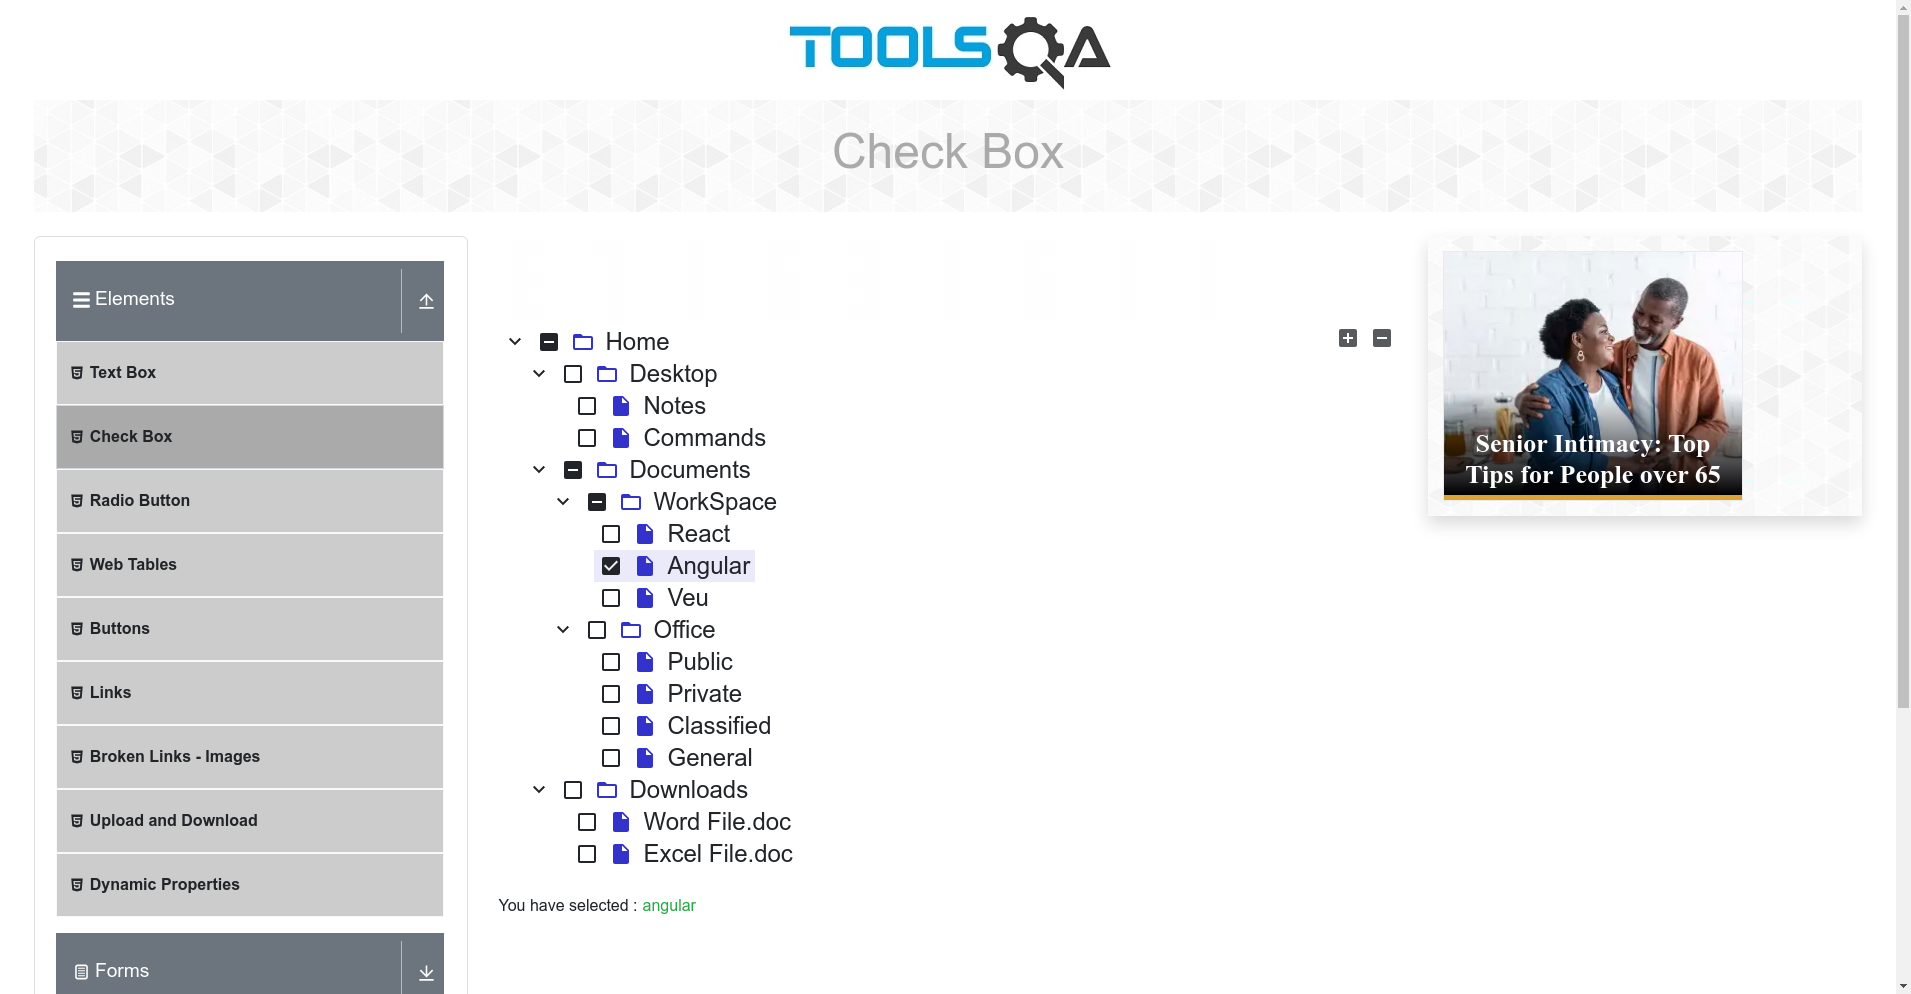 TOOLSQA
Check Box
Elements
Text Box
Check Box
Radio Button
Web Tables
Buttons
Links
Broken Links - Images
Upload and Download
Dynamic Properties
Forms
Home
Desktop
Notes
Commands
Documents
WorkSpace
React
Angular
Veu
Office
Public
Private
Classified
General
Downloads
Word File.doc
Excel File.doc
You have selected : angular
Senior Intimacy: Top
Tips for People over 65